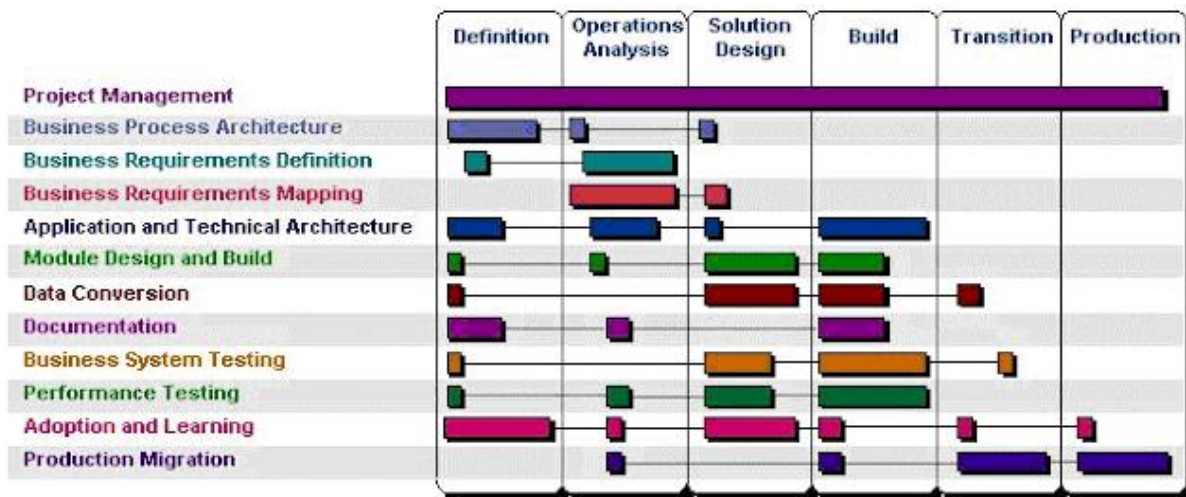 Definition
Operations
Analysis
Solution
Design
Build
Transition
Production
Project Management
Business Process Architecture
Business Requirements Definition
Business Requirements Mapping
Application and Technical Architecture
Module Design and Build
Data Conversion
Documentation
Business System Testing
Performance Testing
Adoption and Learning
Production Migration